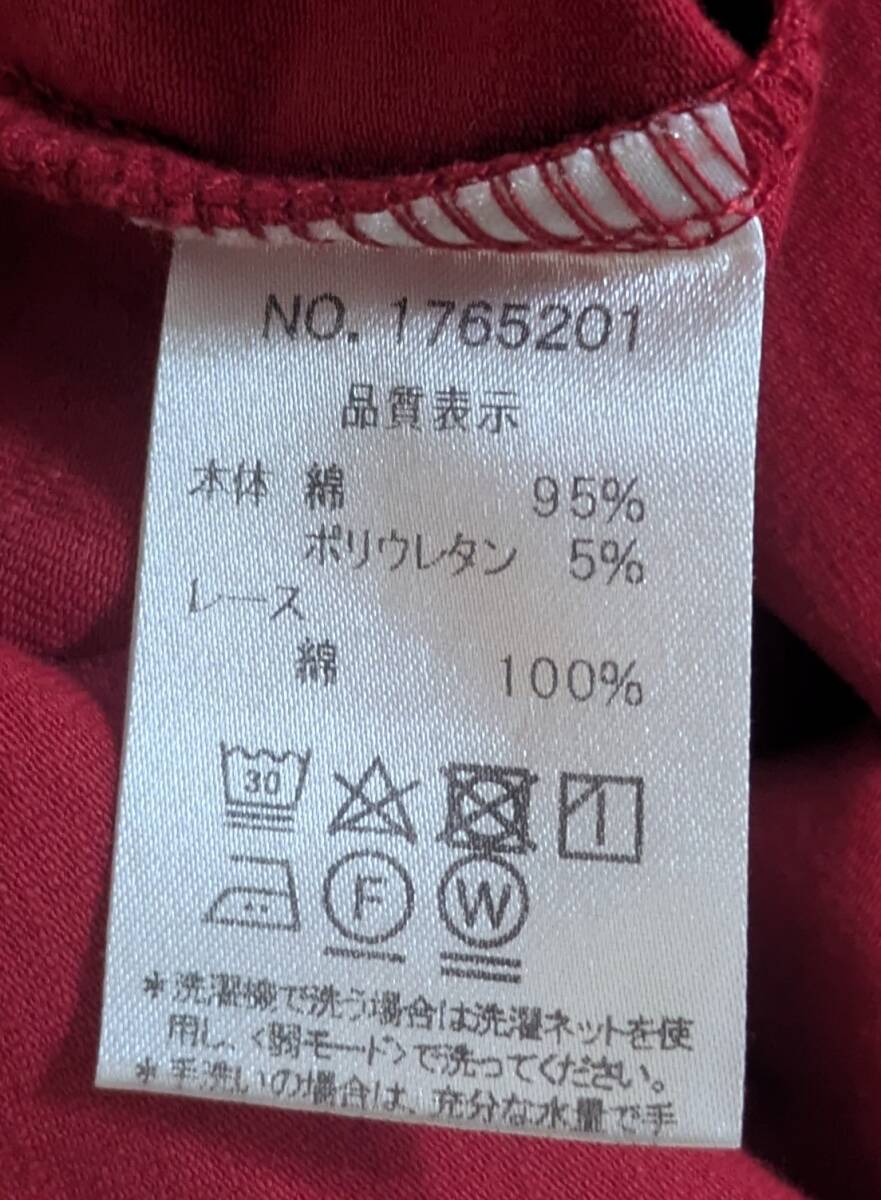 NO. 1765201
品質表示
本体 綿 95%
ポリウレタン 5%
レース
綿 100%
30
F W
*洗濯機で洗う場合は洗濯ネットを使
用し、<弱モード>で洗ってください。
*手洗いの場合は、充分な水量で手